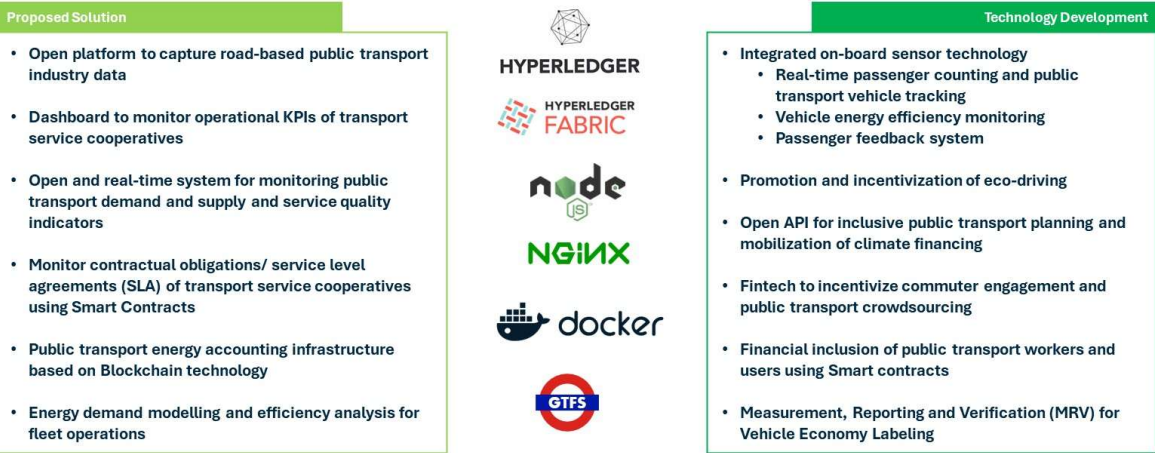 Proposed Solution
• Open platform to capture road-based public transport
industry data
• Dashboard to monitor operational KPIs of transport
service cooperatives
• Open and real-time system for monitoring public
transport demand and supply and service quality
indicators
• Monitor contractual obligations/ service level
agreements (SLA) of transport service cooperatives
using Smart Contracts
• Public transport energy accounting infrastructure
based on Blockchain technology
• Energy demand modelling and efficiency analysis for
fleet operations
HYPERLEDGER
HYPERLEDGER
FABRIC
node
JS
NGINX
docker
GTFS
Technology Development
• Integrated on-board sensor technology
• Real-time passenger counting and public
transport vehicle tracking
• Vehicle energy efficiency monitoring
• Passenger feedback system
• Promotion and incentivization of eco-driving
• Open API for inclusive public transport planning and
mobilization of climate financing
• Fintech to incentivize commuter engagement and
public transport crowdsourcing
• Financial inclusion of public transport workers and
users using Smart contracts
• Measurement, Reporting and Verification (MRV) for
Vehicle Economy Labeling